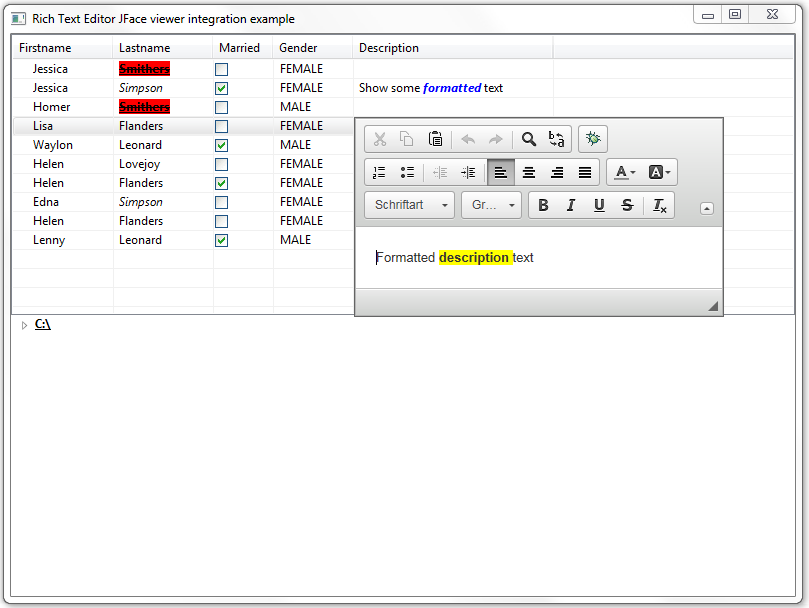 Rich Text Editor JFace viewer integration example
Firstname Lastname Married Gender Description
Jessica Smithers FEMALE
Jessica Simpson FEMALE Show some formatted text
Homer Smithers MALE
Lisa Flanders FEMALE
Waylon Leonard MALE
Helen Lovejoy FEMALE
Helen Flanders FEMALE
Edna Simpson FEMALE
Helen Flanders FEMALE
Lenny Leonard MALE
Schriftart Gr... B I U S Tx
Formatted description text
C:\